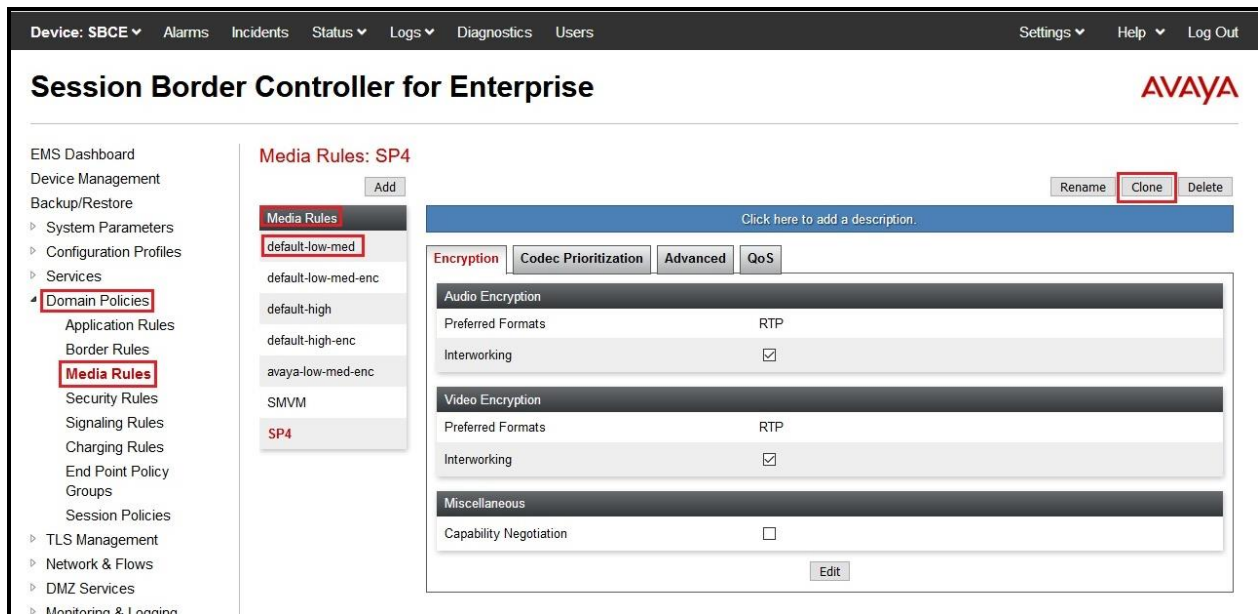 Device: SBCE Alarms Incidents Status Logs Diagnostics Users Settings Help Log Out
Session Border Controller for Enterprise
AVAYA
EMS Dashboard
Device Management
Backup/Restore
System Parameters
Configuration Profiles
Services
Domain Policies
Application Rules
Border Rules
Media Rules
Security Rules
Signaling Rules
Charging Rules
End Point Policy
Groups
Session Policies
TLS Management
Network & Flows
DMZ Services
Monitoring & Logging
Media Rules: SP4
Add
Rename Clone Delete
Media Rules
default-low-med
default-low-med-enc
default-high
default-high-enc
avaya-low-med-enc
SMVM
SP4
Click here to add a description.
Encryption Codec Prioritization Advanced QoS
Audio Encryption
Preferred Formats RTP
Interworking
Video Encryption
Preferred Formats RTP
Interworking
Miscellaneous
Capability Negotiation
Edit